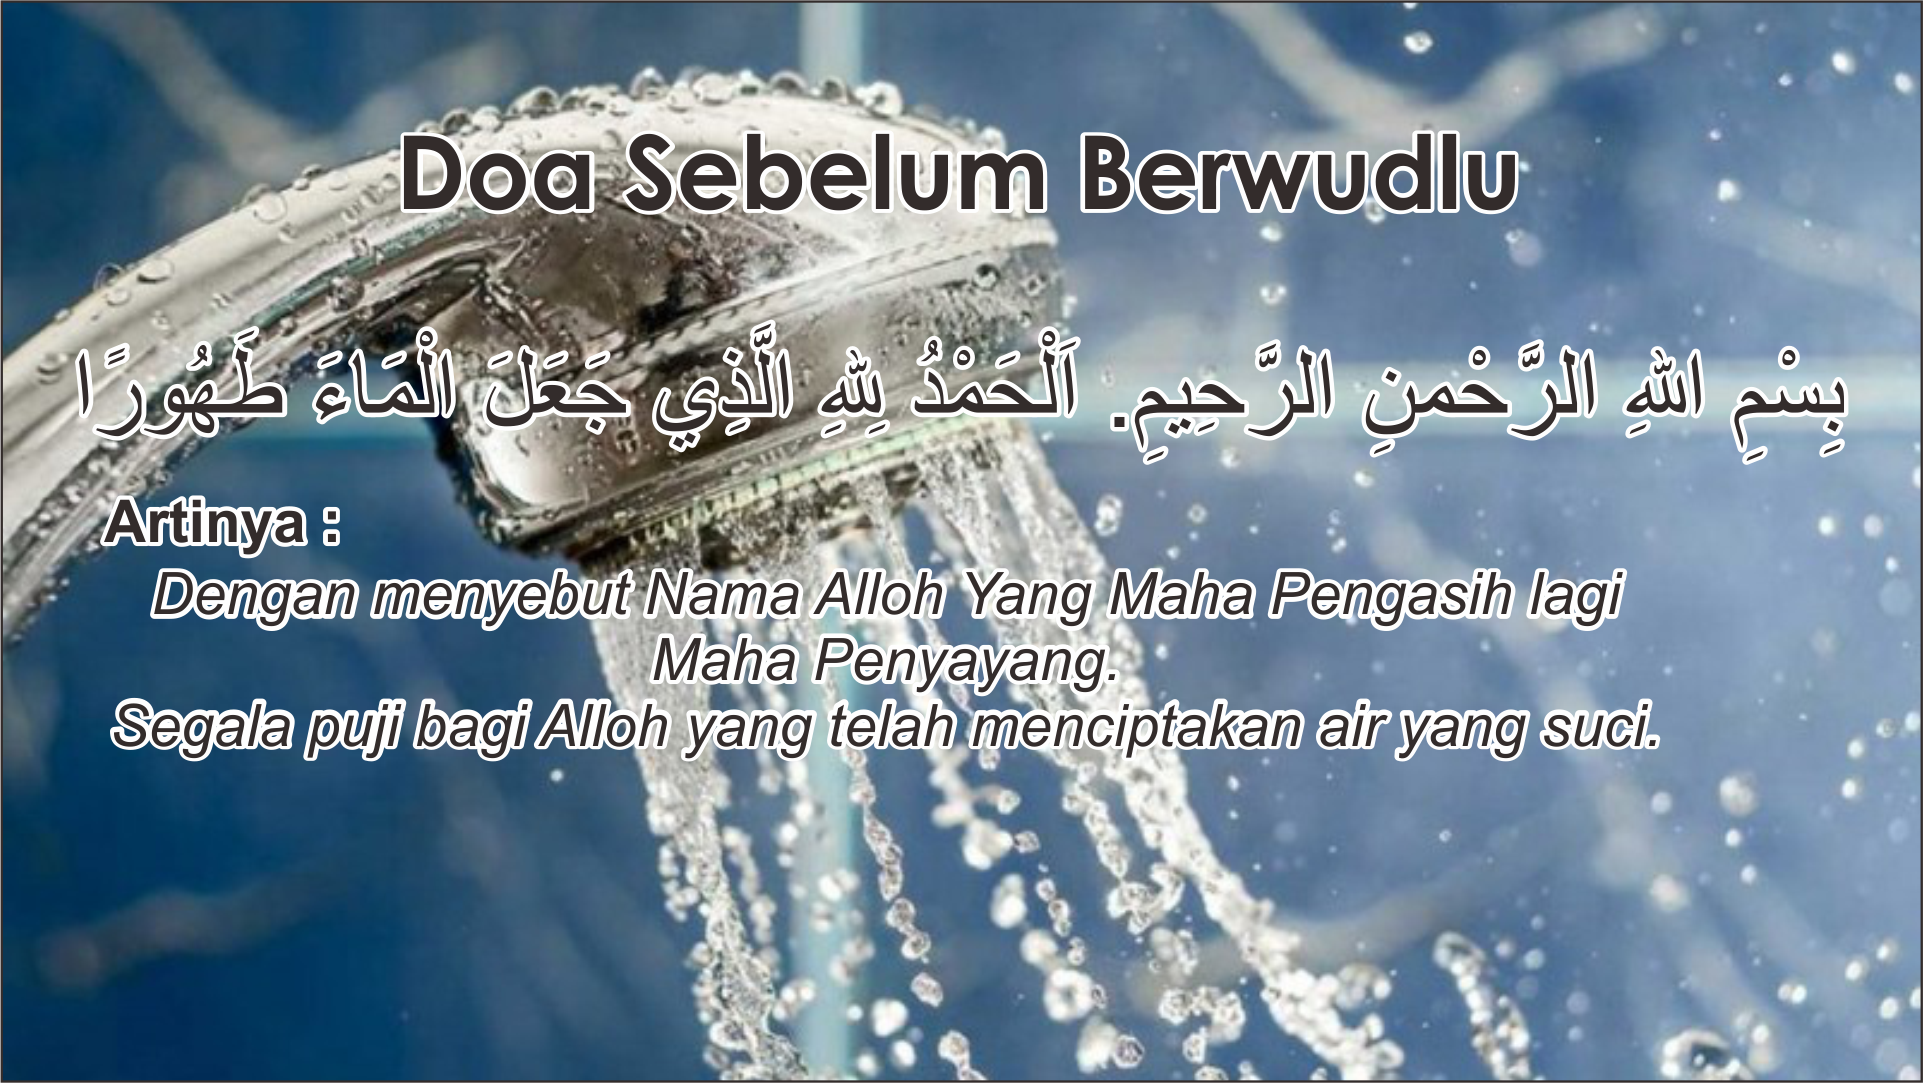 Doa Sebelum Berwudlu
بِسْمِ اللهِ الرَّحْمنِ الرَّحِيمِ. اَلْحَمْدُ لِلهِ الَّذِي جَعَلَ الْمَاءَ طَهُورًا
Artinya :
Dengan menyebut Nama Alloh Yang Maha Pengasih lagi
Maha Penyayang.
Segala puji bagi Alloh yang telah menciptakan air yang suci.